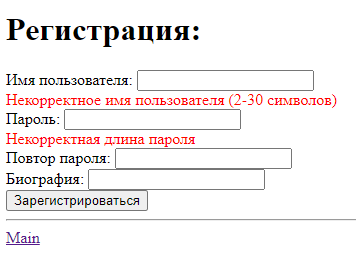 Регистрация:
Имя пользователя:
Некорректное имя пользователя (2-30 символов)
Пароль:
Некорректная длина пароля
Повтор пароля:
Биография:
Зарегистрироваться
Main